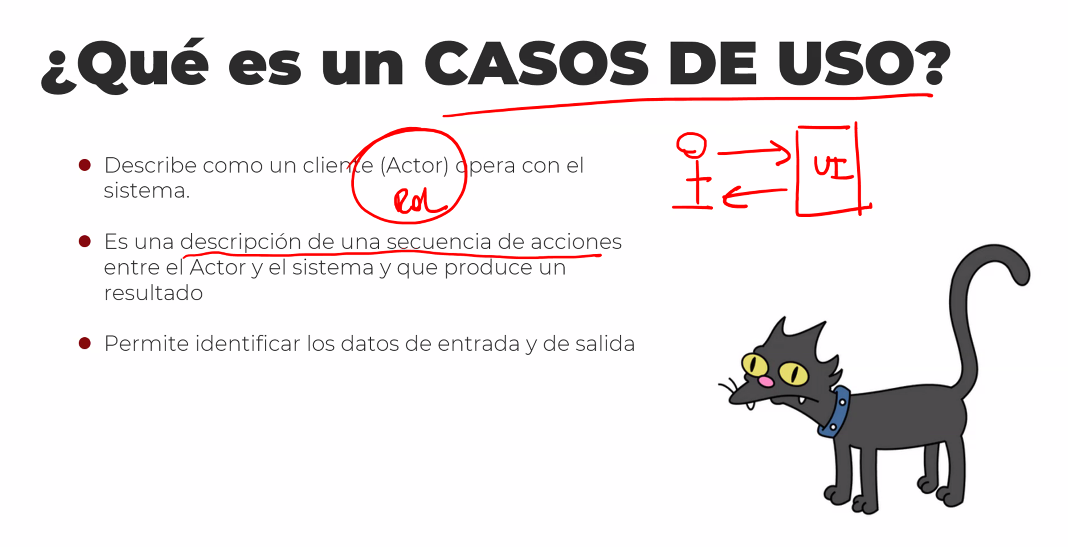 ¿Qué es un CASOS DE USO?
● Describe como un cliente (Actor) opera con el
sistema.
ROL
UI
● Es una descripción de una secuencia de acciones
entre el Actor y el sistema y que produce un
resultado
● Permite identificar los datos de entrada y de salida